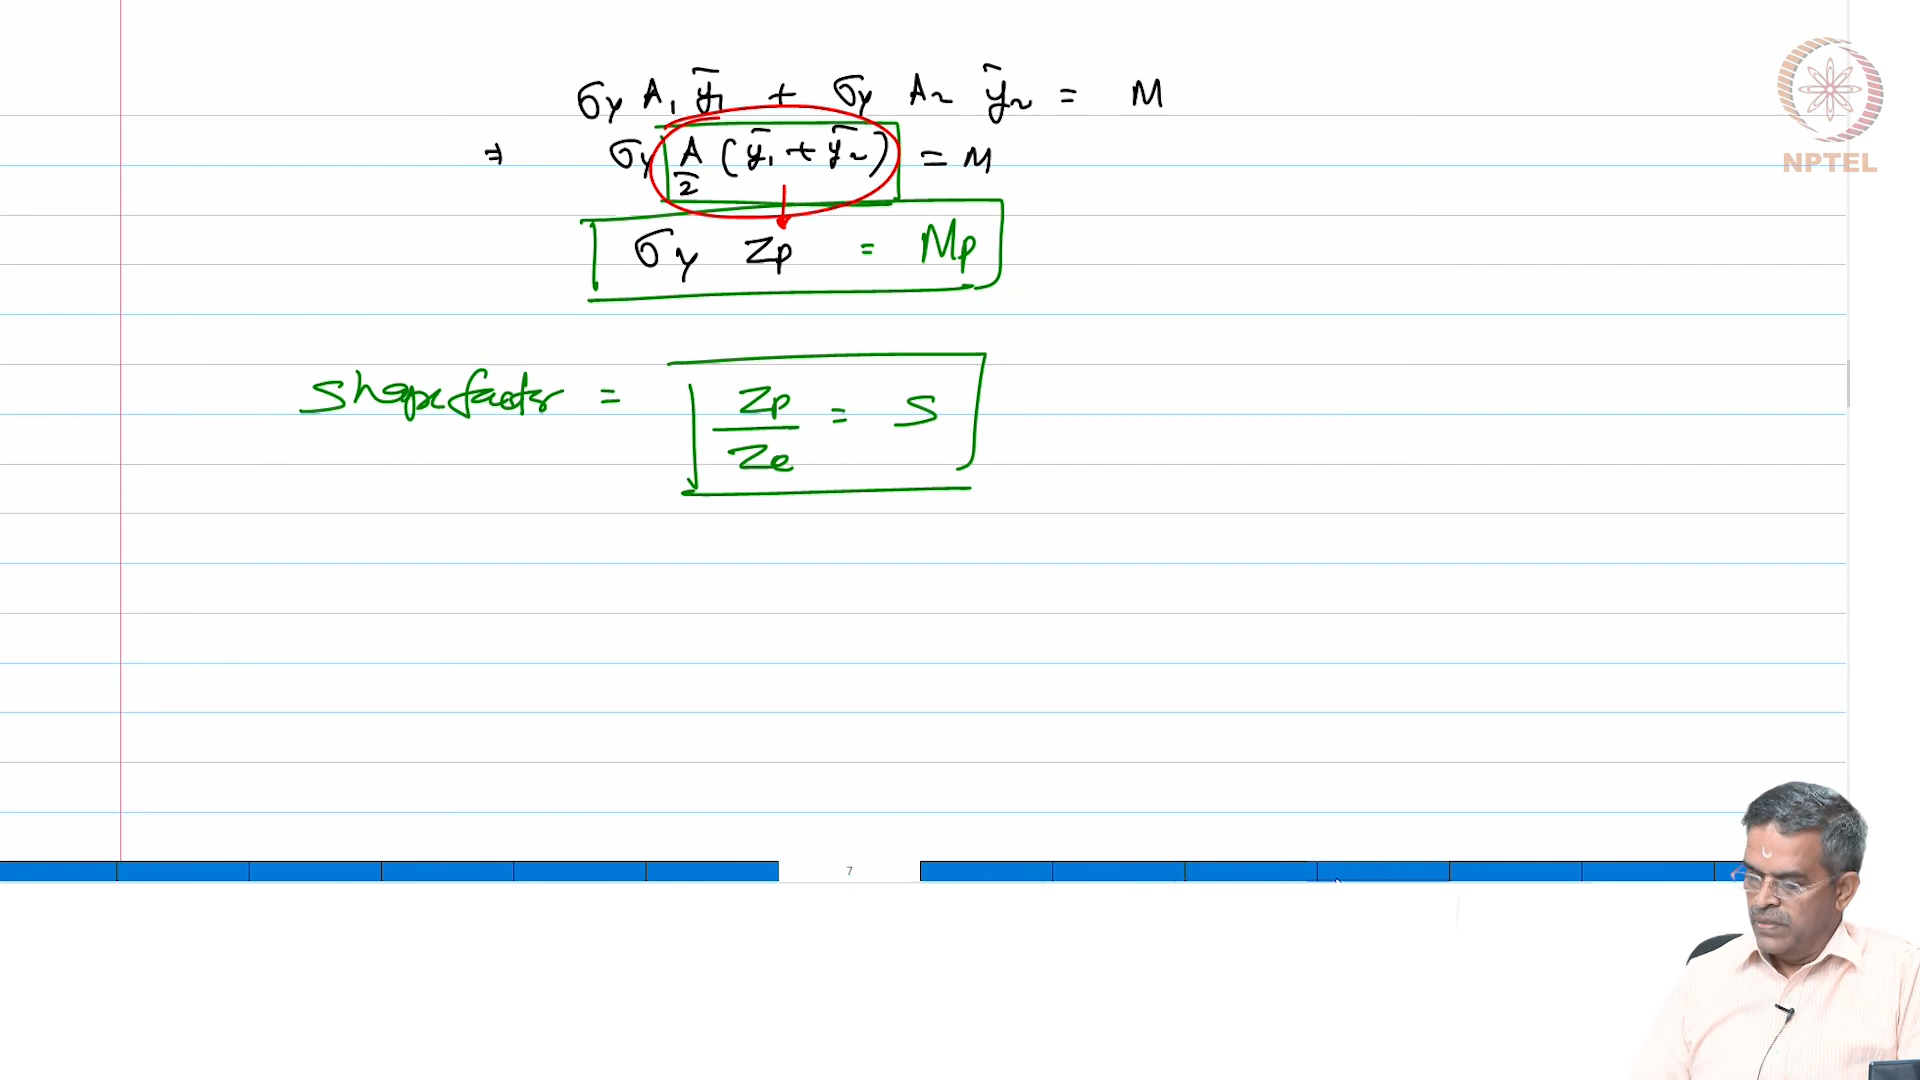 σy A₁ ȳ₁ + σy A₂ ȳ₂ = M
⇒ σy A/2 (ȳ₁ + ȳ₂) = M
σy Zp = Mp
Shape factor = Zp/Ze = S
7
NPTEL